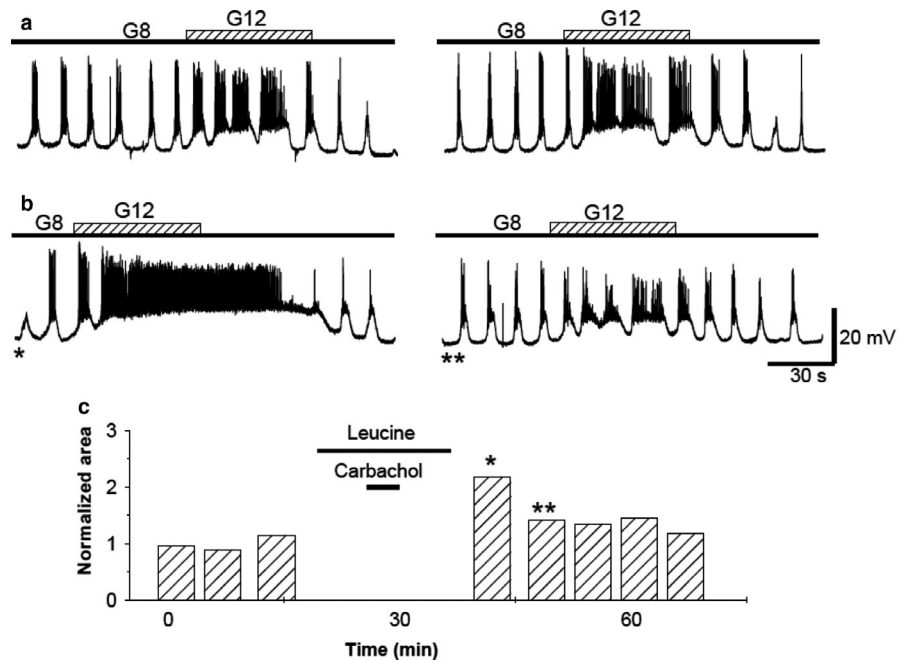 a
G8 G12 G8 G12
b
G8 G12 G8 G12
* **
20 mV
30 s
c
Normalized area
3
2
1
0
Leucine
Carbachol
*
**
0 30 60
Time (min)